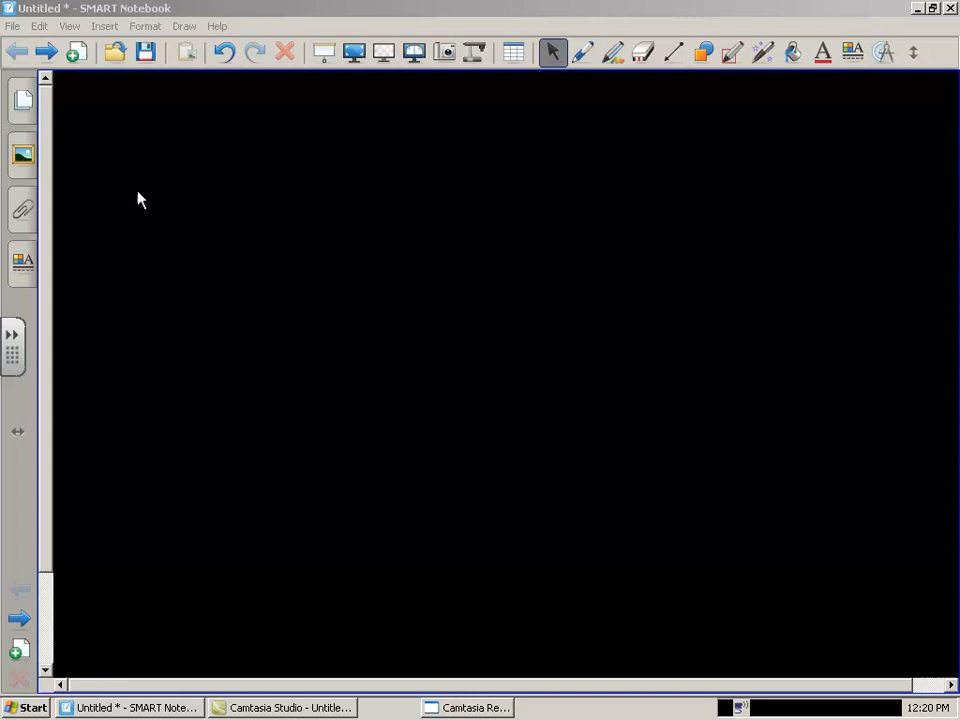 Untitled * - SMART Notebook
File Edit View Insert Format Draw Help
Start Untitled * - SMART Note... Camtasia Studio - Untitle... Camtasia Re... 12:20 PM